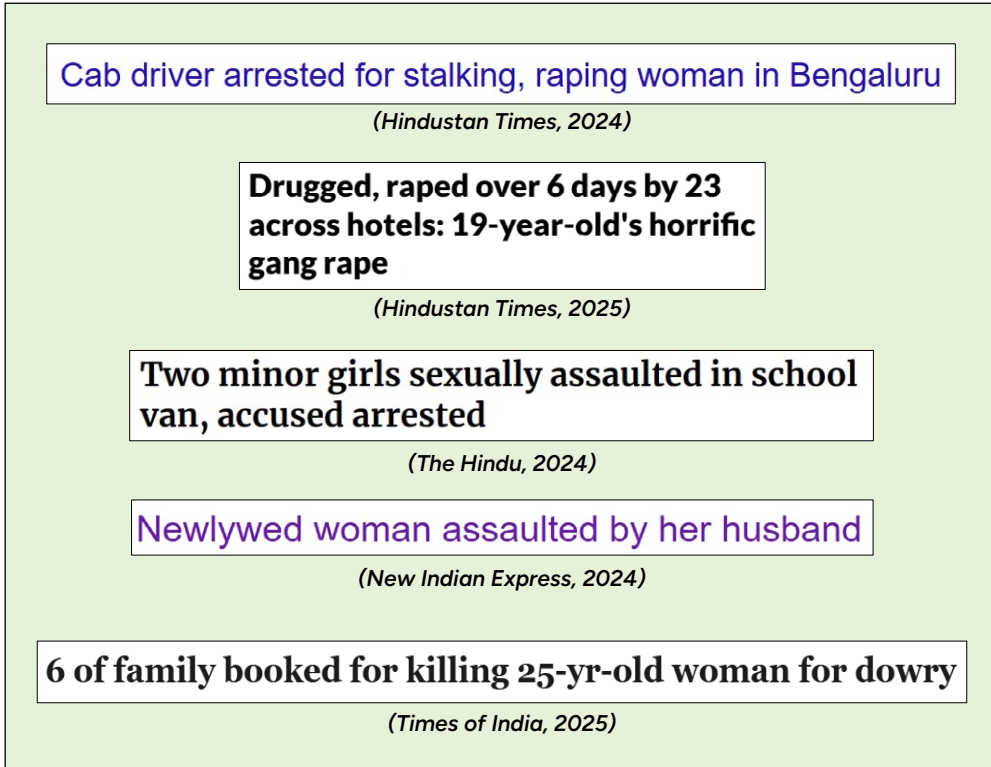 Cab driver arrested for stalking, raping woman in Bengaluru
(Hindustan Times, 2024)
Drugged, raped over 6 days by 23
across hotels: 19-year-old's horrific
gang rape
(Hindustan Times, 2025)
Two minor girls sexually assaulted in school
van, accused arrested
(The Hindu, 2024)
Newlywed woman assaulted by her husband
(New Indian Express, 2024)
6 of family booked for killing 25-yr-old woman for dowry
(Times of India, 2025)